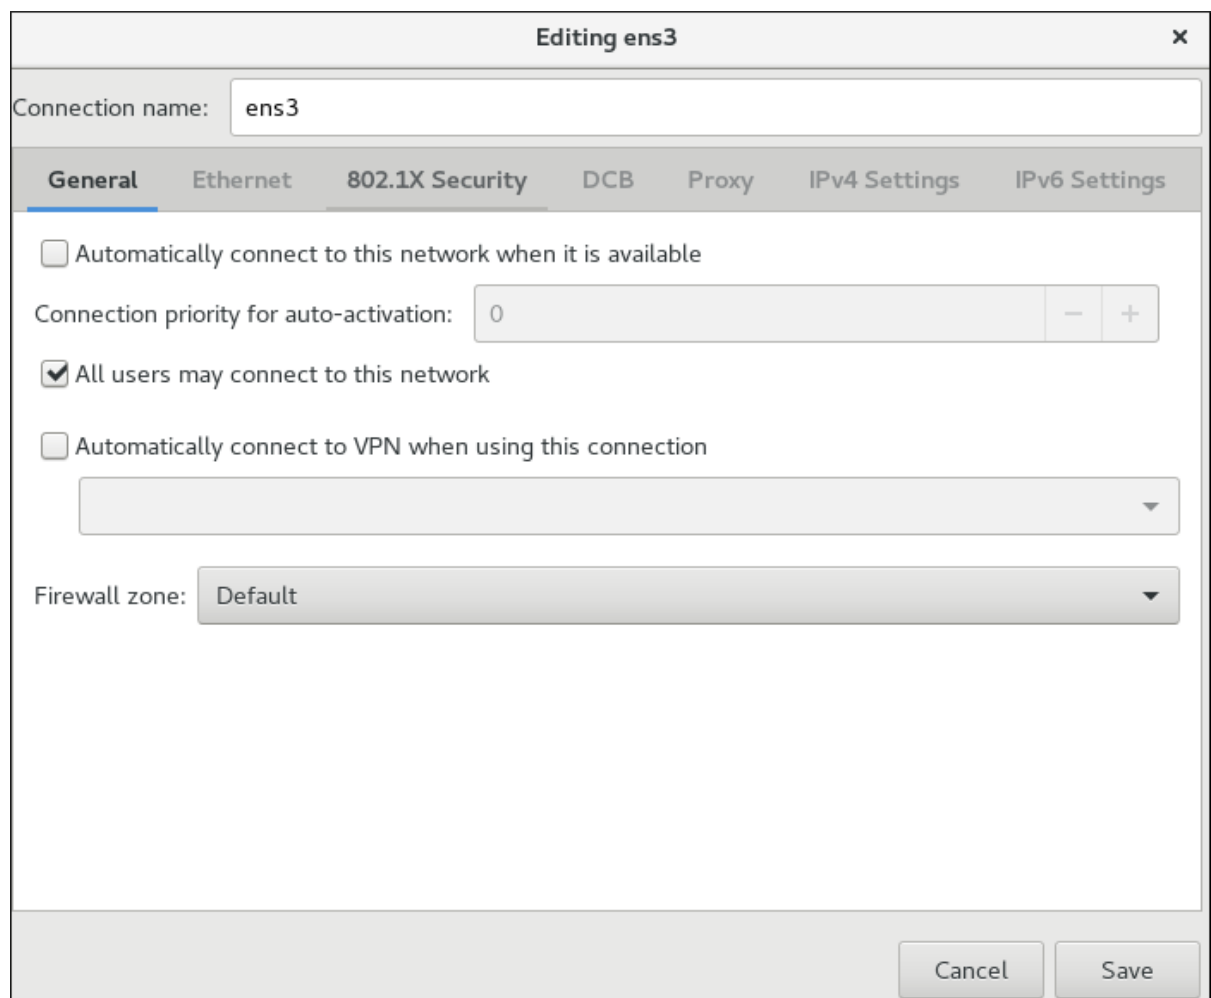 Editing ens3 ×
Connection name: ens3
General Ethernet 802.1X Security DCB Proxy IPv4 Settings IPv6 Settings
Automatically connect to this network when it is available
Connection priority for auto-activation: 0 − +
All users may connect to this network
Automatically connect to VPN when using this connection
Firewall zone: Default
Cancel Save